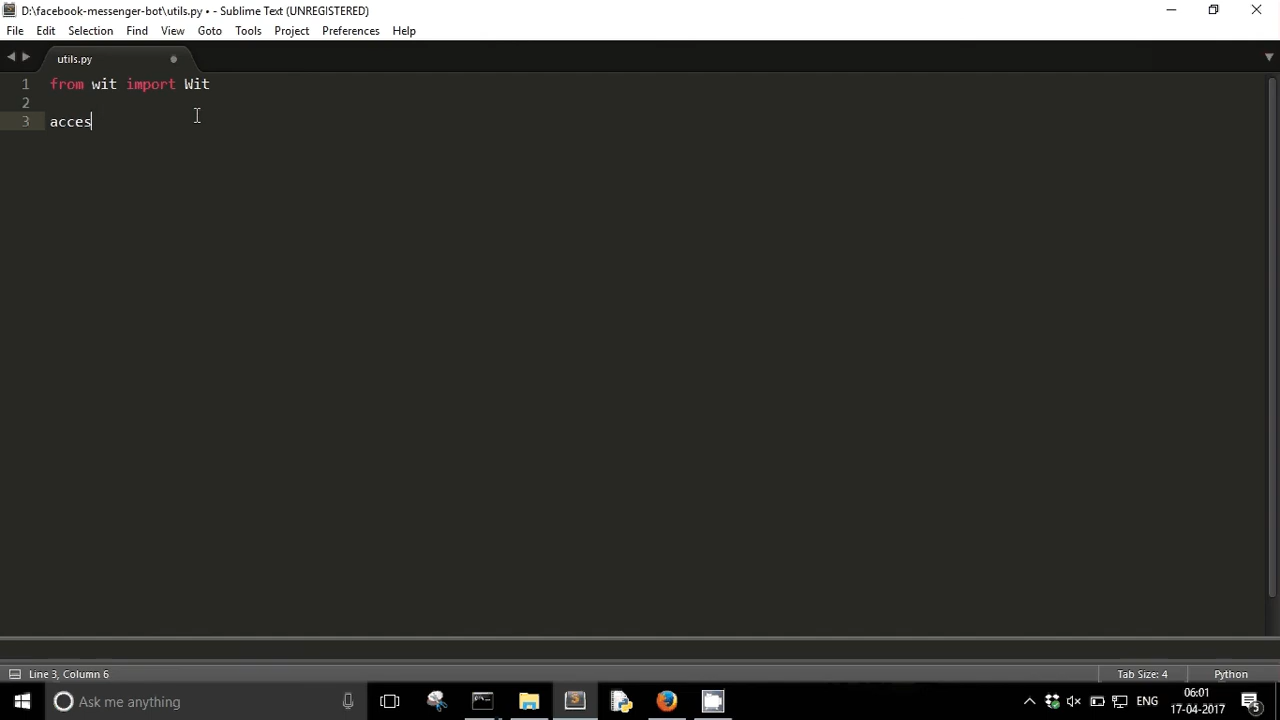 D:\facebook-messenger-bot\utils.py • - Sublime Text (UNREGISTERED)
File Edit Selection Find View Goto Tools Project Preferences Help
utils.py
1 from wit import Wit
2
3 acces
Line 3, Column 6 Tab Size: 4 Python
Ask me anything ENG 06:01
17-04-2017 5